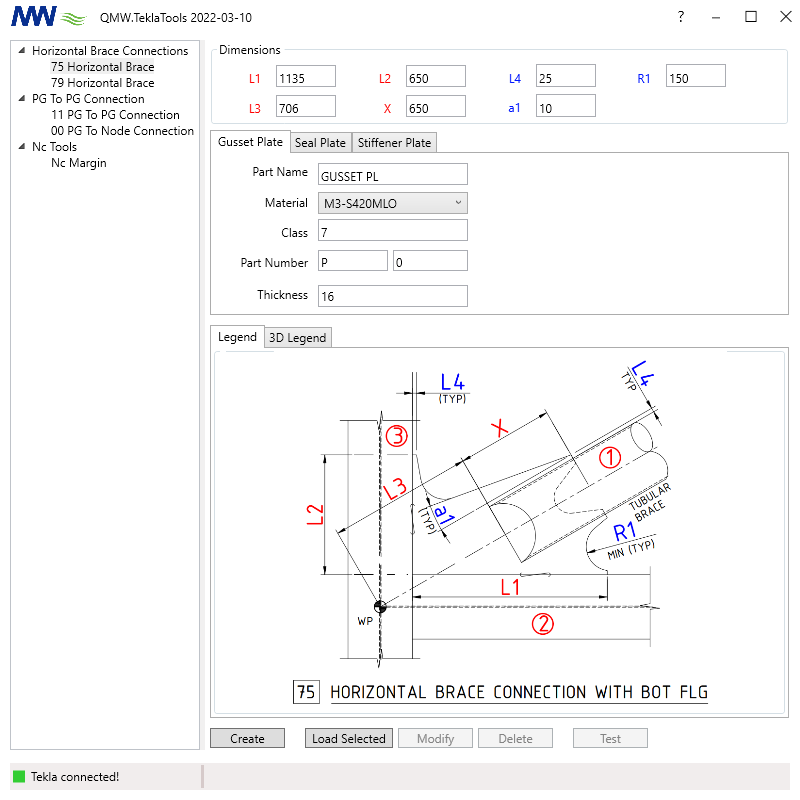 MW QMW.TeklaTools 2022-03-10 ?
Horizontal Brace Connections
75 Horizontal Brace
79 Horizontal Brace
PG To PG Connection
11 PG To PG Connection
00 PG To Node Connection
Nc Tools
Nc Margin
Dimensions
L1 1135 L2 650 L4 25 R1 150
L3 706 X 650 a1 10
Gusset Plate Seal Plate Stiffener Plate
Part Name GUSSET PL
Material M3-S420MLO
Class 7
Part Number P 0
Thickness 16
Legend 3D Legend
L4
(TYP)
L4
TYP
X
3
1
L3
L2
a1
(TYP)
TUBULAR
BRACE
R1
MIN (TYP)
L1
WP
2
75 HORIZONTAL BRACE CONNECTION WITH BOT FLG
Create Load Selected Modify Delete Test
Tekla connected!